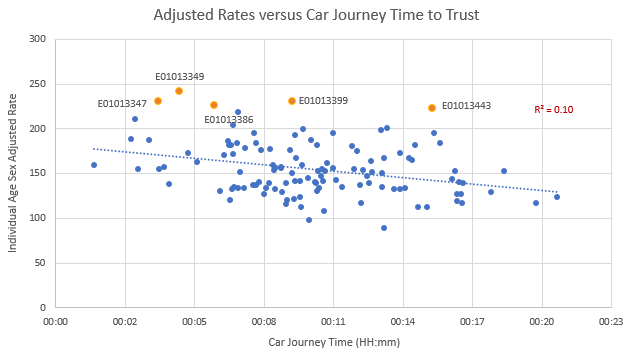 Adjusted Rates versus Car Journey Time to Trust
300
250
200
150
100
50
0
Individual Age Sex Adjusted Rate
E01013349
E01013347
E01013386
E01013399
E01013443
R² = 0.10
00:00 00:02 00:05 00:08 00:11 00:14 00:17 00:20 00:23
Car Journey Time (HH:mm)